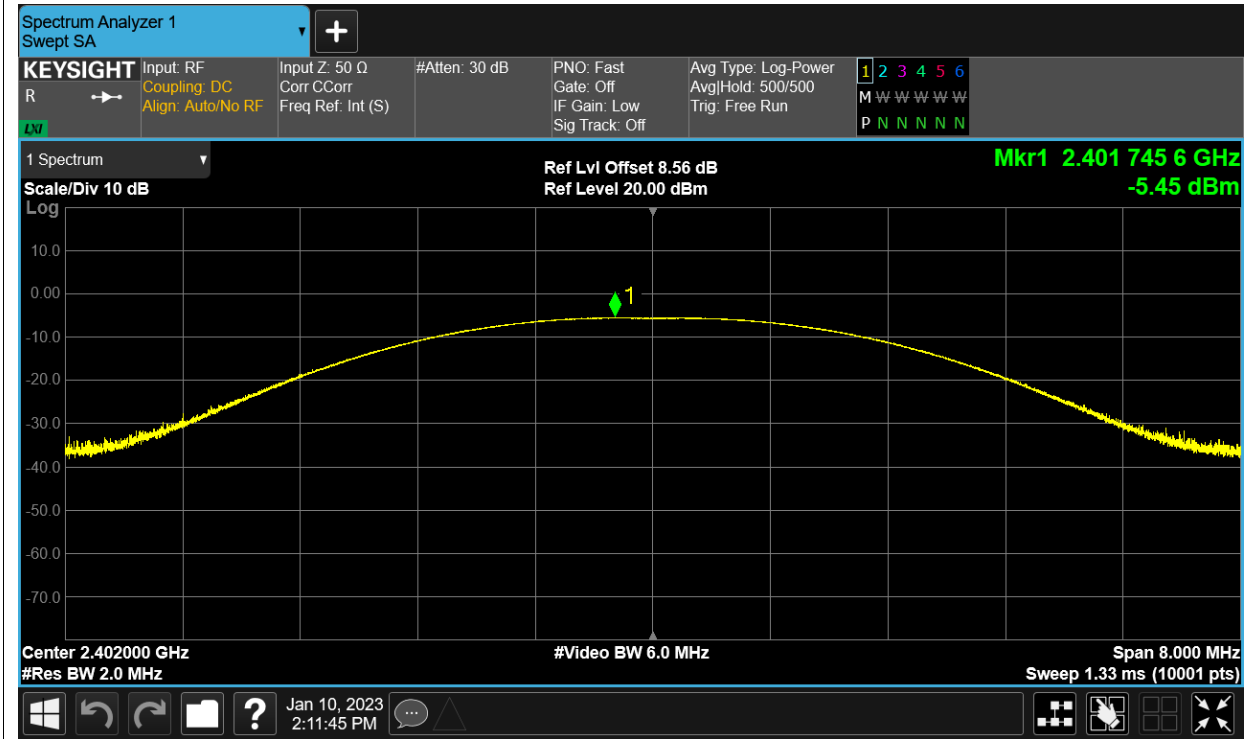 Spectrum Analyzer 1
Swept SA
+
KEYSIGHT
R
LXI
Input: RF
Coupling: DC
Align: Auto/No RF
Input Z: 50 Ω
Corr CCorr
Freq Ref: Int (S)
#Atten: 30 dB
PNO: Fast
Gate: Off
IF Gain: Low
Sig Track: Off
Avg Type: Log-Power
Avg|Hold: 500/500
Trig: Free Run
1 2 3 4 5 6
M W W W W W
P N N N N N
1 Spectrum
Scale/Div 10 dB
Ref Lvl Offset 8.56 dB
Ref Level 20.00 dBm
Mkr1 2.401 745 6 GHz
-5.45 dBm
Log
10.0
0.00
-10.0
-20.0
-30.0
-40.0
-50.0
-60.0
-70.0
1
Center 2.402000 GHz
#Video BW 6.0 MHz
Span 8.000 MHz
#Res BW 2.0 MHz
Sweep 1.33 ms (10001 pts)
?
Jan 10, 2023
2:11:45 PM